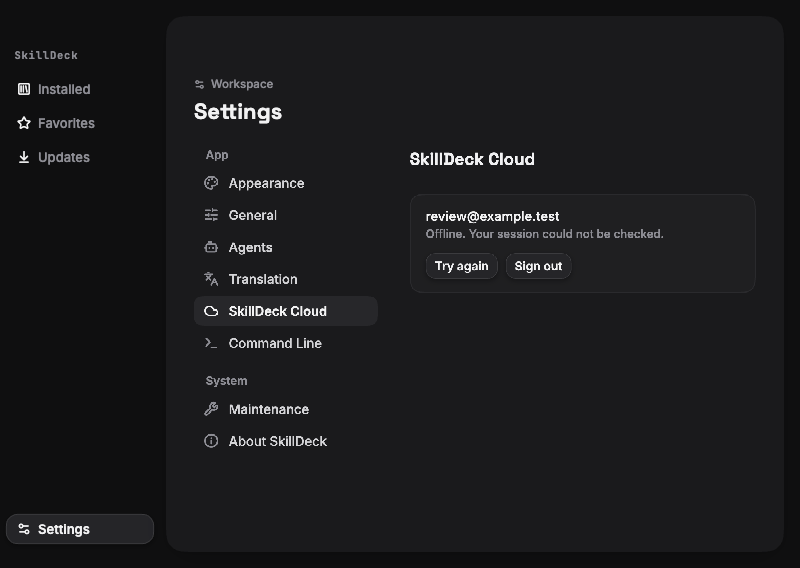 SkillDeck
Installed
Favorites
Updates
Settings
Workspace
Settings
App
Appearance
General
Agents
Translation
SkillDeck Cloud
Command Line
System
Maintenance
About SkillDeck
SkillDeck Cloud
review@example.test
Offline. Your session could not be checked.
Try again
Sign out